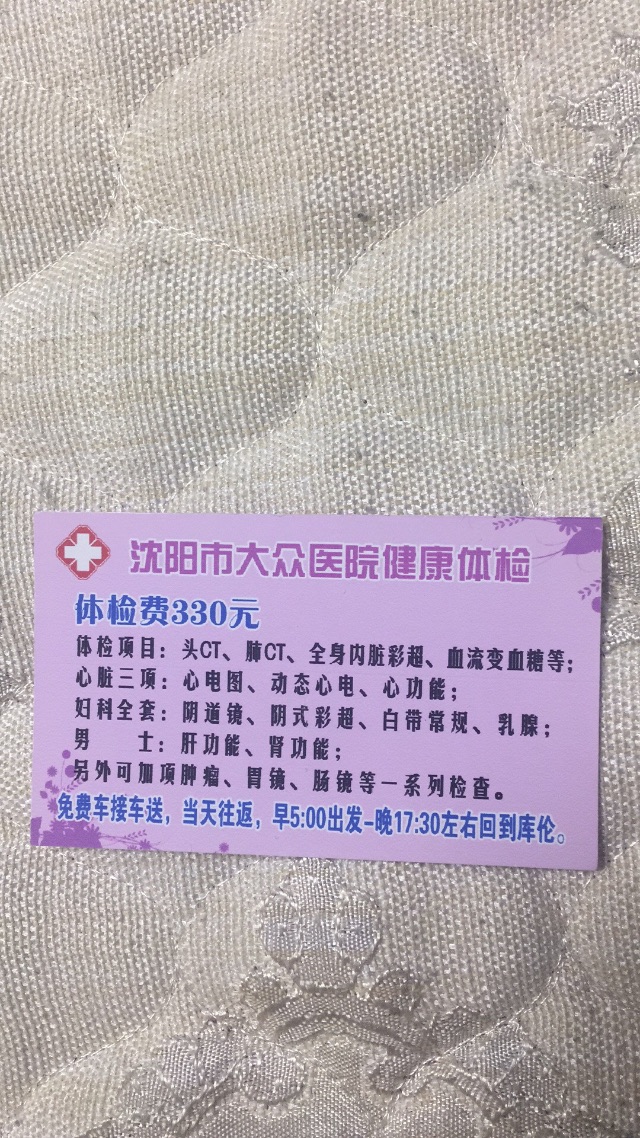 沈阳市大众医院健康体检
体检费330元
体检项目：头CT、肺CT、全身内脏彩超、血流变血糖等；
心脏三项：心电图、动态心电、心功能；
妇科全套：阴道镜、阴式彩超、白带常规、乳腺；
男　　士：肝功能、肾功能；
另外可加项肿瘤、胃镜、肠镜等一系列检查。
免费车接车送，当天往返，早5:00出发-晚17:30左右回到库伦。